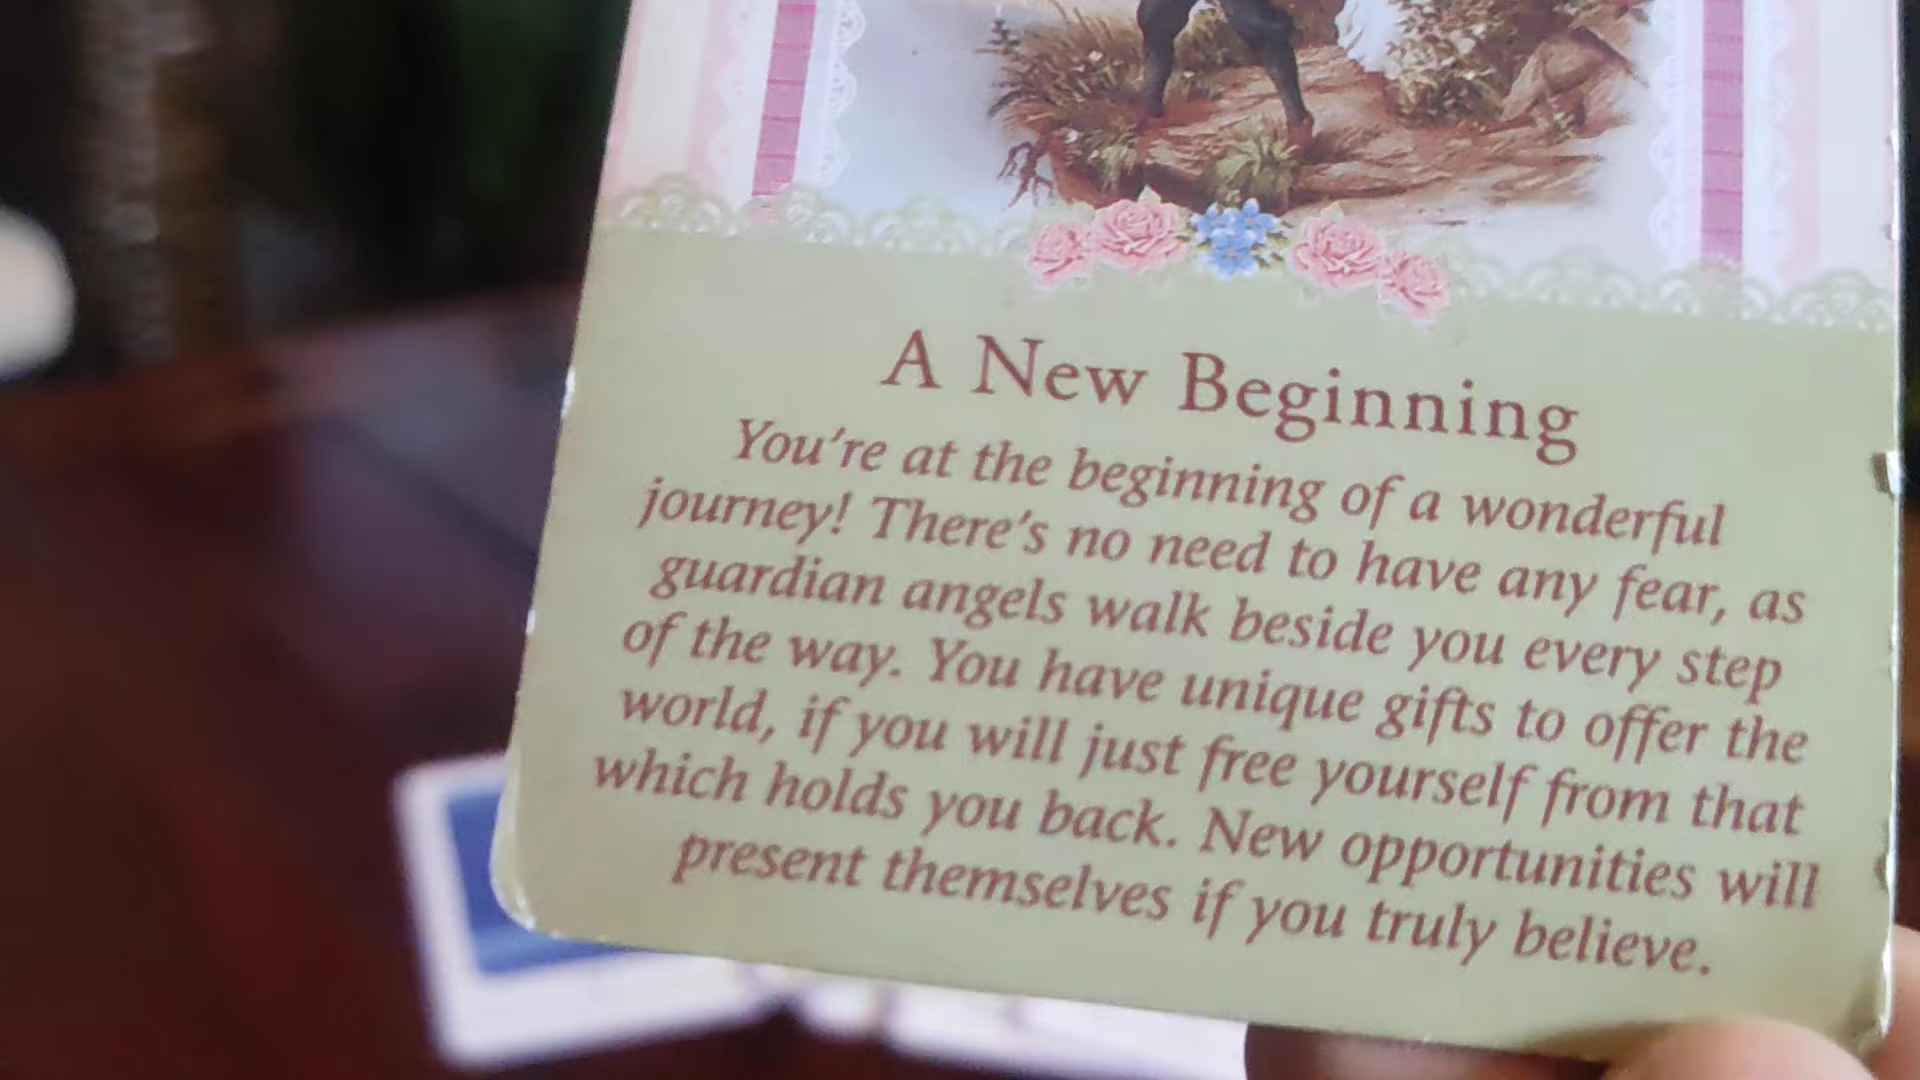 A New Beginning
You're at the beginning of a wonderful
journey! There's no need to have any fear, as
guardian angels walk beside you every step
of the way. You have unique gifts to offer the
world, if you will just free yourself from that
which holds you back. New opportunities will
present themselves if you truly believe.